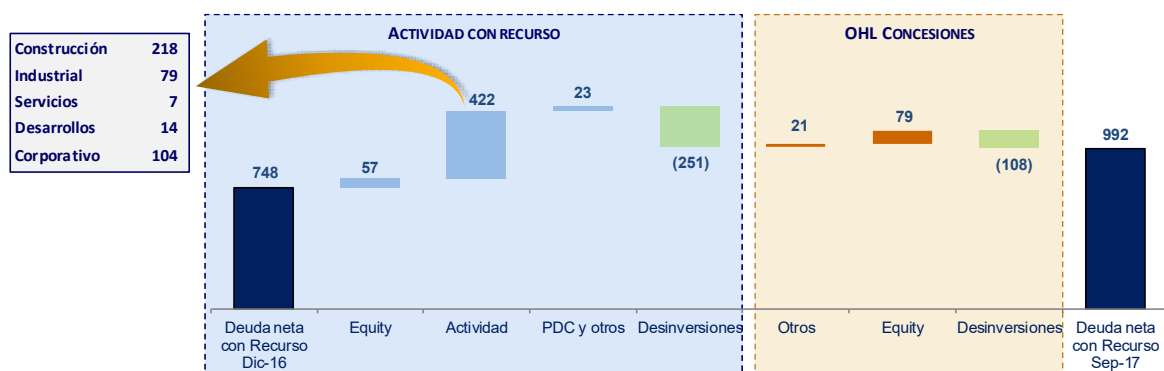 Construcción 218
Industrial 79
Servicios 7
Desarrollos 14
Corporativo 104
ACTIVIDAD CON RECURSO
OHL CONCESIONES
748
57
422
23
(251)
21
79
(108)
992
Deuda neta
con Recurso
Dic-16
Equity
Actividad
PDC y otros
Desinversiones
Otros
Equity
Desinversiones
Deuda neta
con Recurso
Sep-17